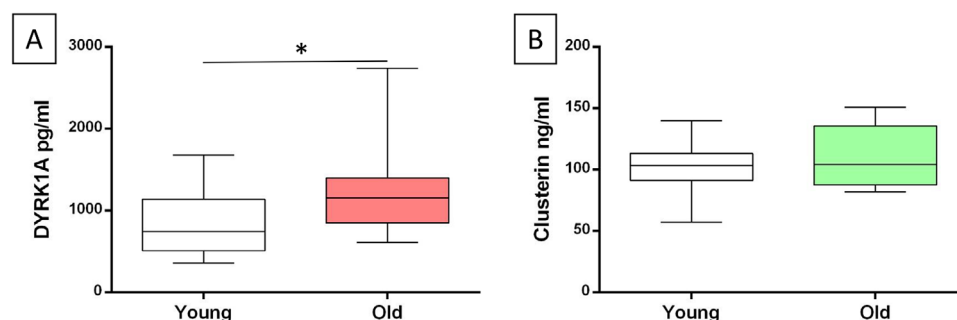 A
DYRK1A pg/ml
3000
2000
1000
0
*
Young
Old
B
Clusterin ng/ml
200
150
100
50
0
Young
Old